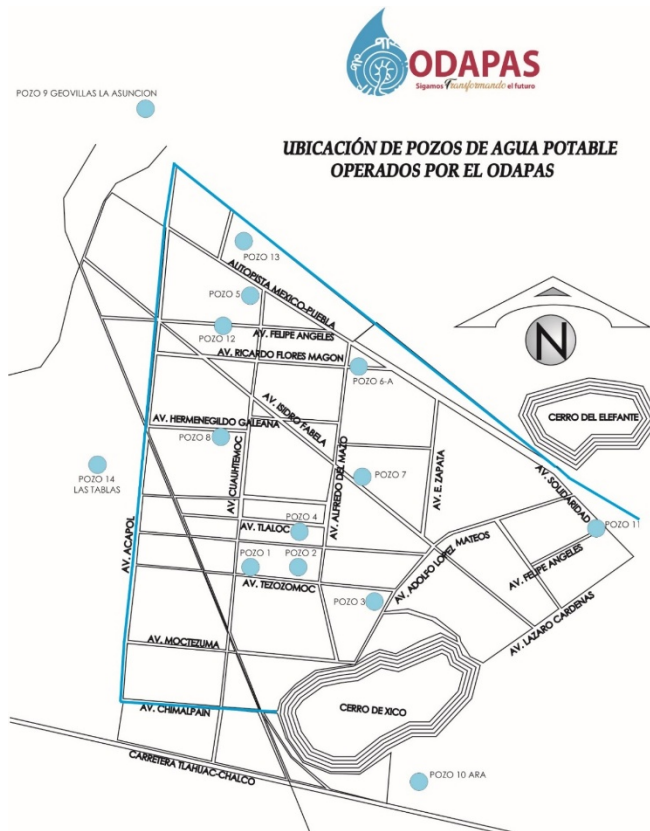 ODAPAS
Sigamos Transformando el futuro
POZO 9 GEOVILLAS LA ASUNCION
UBICACIÓN DE POZOS DE AGUA POTABLE
OPERADOS POR EL ODAPAS
POZO 13
AUTOPISTA MEXICO-PUEBLA
POZO 5
AV. FELIPE ANGELES
POZO 12
AV. RICARDO FLORES MAGON
POZO 6-A
N
AV. ISIDRO FABELA
CERRO DEL ELEFANTE
AV. HERMENEGILDO GALEANA
POZO 8
AV. CUAUHTEMOC
AV. ALFREDO DEL MAZO
POZO 7
AV. E. ZAPATA
AV. SOLIDARIDAD
POZO 14
LAS TABLAS
POZO 4
AV. TLALOC
POZO 11
AV. ACAPOL
POZO 1
POZO 2
AV. ADOLFO LOPEZ MATEOS
AV. FELIPE ANGELES
AV. TEZOZOMOC
POZO 3
AV. LAZARO CARDENAS
AV. MOCTEZUMA
CERRO DE XICO
AV. CHIMALPAIN
CARRETERA TLAHUAC-CHALCO
POZO 10 ARA